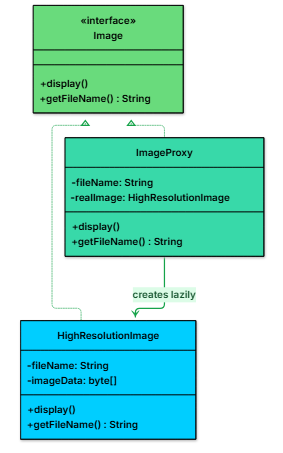 «interface»
Image
+display()
+getFileName() : String
ImageProxy
-fileName: String
-realImage: HighResolutionImage
+display()
+getFileName() : String
creates lazily
HighResolutionImage
-fileName: String
-imageData: byte[]
+display()
+getFileName() : String